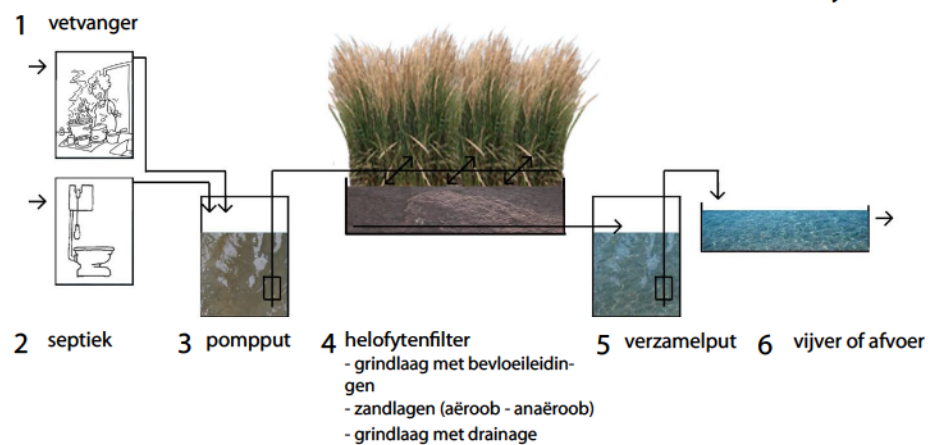 1 vetvanger
2 septiek
3 pompput
4 helofytenfilter
- grindlaag met bevloeileidin-
gen
- zandlagen (aëroob - anaëroob)
- grindlaag met drainage
5 verzamelput
6 vijver of afvoer